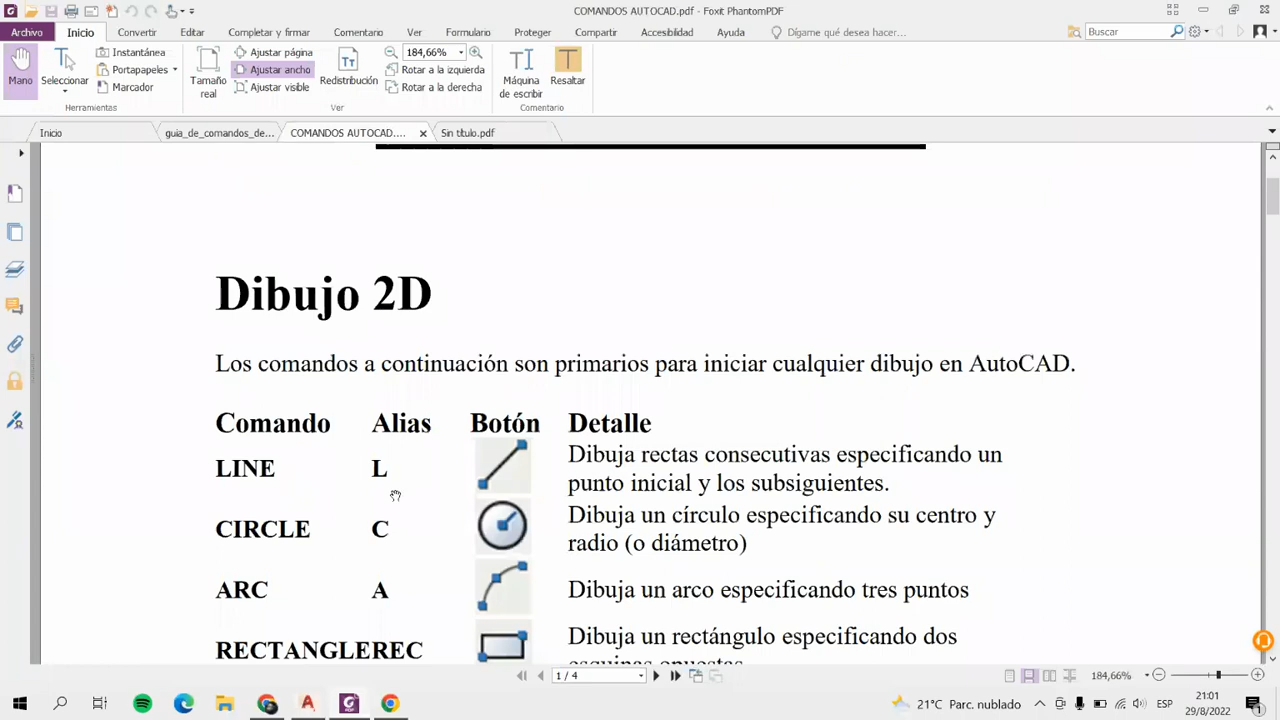 COMANDOS AUTOCAD.pdf - Foxit PhantomPDF
Archivo Inicio Convertir Editar Completar y firmar Comentario Ver Formulario Proteger Compartir Accesibilidad Ayuda Dígame qué desea hacer... Buscar
Instantánea Ajustar página 184,66%
Portapapeles Ajustar ancho Rotar a la izquierda
Mano Seleccionar Marcador Tamaño real Ajustar visible Redistribución Rotar a la derecha Máquina de escribir Resaltar
Herramientas Ver Comentario
Inicio guia_de_comandos_de... COMANDOS AUTOCAD.... Sin título.pdf
Dibujo 2D
Los comandos a continuación son primarios para iniciar cualquier dibujo en AutoCAD.
Comando Alias Botón Detalle
LINE L Dibuja rectas consecutivas especificando un
punto inicial y los subsiguientes.
CIRCLE C Dibuja un círculo especificando su centro y
radio (o diámetro)
ARC A Dibuja un arco especificando tres puntos
RECTANGLE REC Dibuja un rectángulo especificando dos
esquinas opuestas
1 / 4 184,66%
21°C Parc. nublado ESP 21:01
29/8/2022